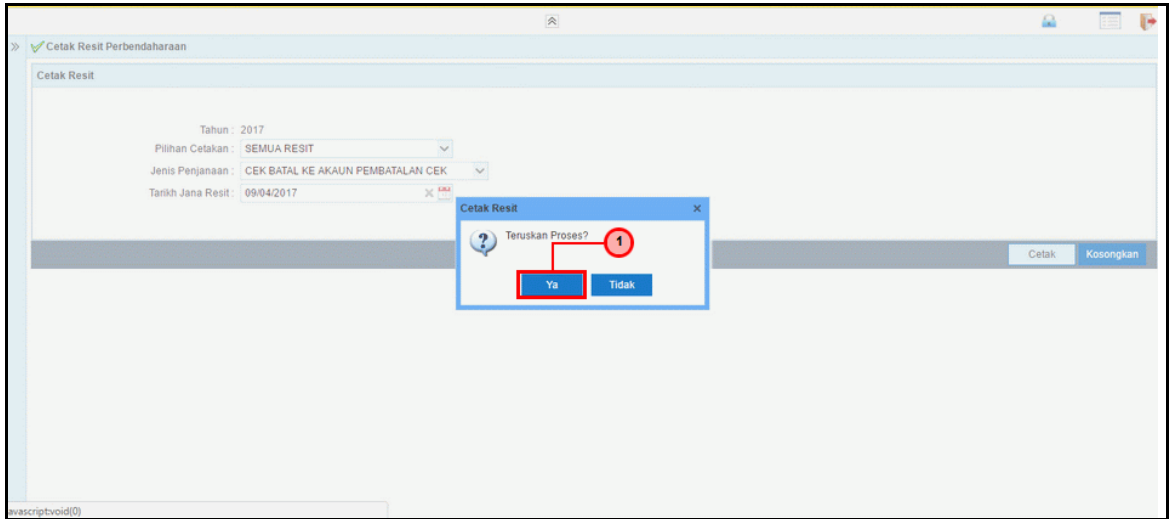 Cetak Resit Perbendaharaan
Cetak Resit
Tahun : 2017
Pilihan Cetakan : SEMUA RESIT
Jenis Penjanaan : CEK BATAL KE AKAUN PEMBATALAN CEK
Tarikh Jana Resit : 09/04/2017
Cetak Resit
Teruskan Proses?
1
Ya Tidak
Cetak Kosongkan
avascript:void(0)